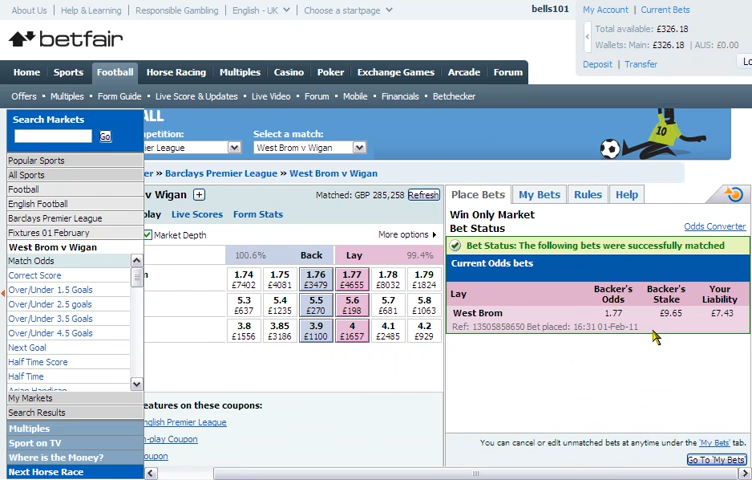 About Us | Help & Learning | Responsible Gambling | English - UK | Choose a startpage
bells101
My Account | Current Bets
Total available: £326.18
Wallets: Main: £326.18 | AUS: £0.00
Deposit | Transfer
Lo
betfair
Home Sports Football Horse Racing Multiples Casino Poker Exchange Games Arcade Forum
Offers • Multiples • Form Guide • Live Score & Updates • Live Video • Forum • Mobile • Financials • Betchecker
Search Markets
Go
Popular Sports
All Sports
Football
English Football
Barclays Premier League
Fixtures 01 February
West Brom v Wigan
Match Odds
Correct Score
Over/Under 1.5 Goals
Over/Under 2.5 goals
Over/Under 3.5 Goals
Over/Under 4.5 Goals
Next Goal
Half Time Score
Half Time
Asian Handicap
My Markets
Search Results
Multiples
Sport on TV
Where is the Money?
Next Horse Race
ALL
mpetition:
Select a match:
ier League
West Brom v Wigan
er » Barclays Premier League » West Brom v Wigan
v Wigan +
Matched: GBP 285,258 Refresh
play Live Scores Form Stats
Market Depth
More options
100.6% Back Lay 99.4%
1.74 1.75 1.76 1.77 1.78 1.79
£7402 £4081 £3479 £4655 £8032 £1824
5.3 5.4 5.5 5.6 5.7 5.8
£637 £1235 £270 £198 £681 £1063
3.8 3.85 3.9 4 4.1 4.2
£1556 £3186 £1100 £1657 £2485 £929
eatures on these coupons:
nglish Premier League
n-play Coupon
oupon
Place Bets My Bets Rules Help
Win Only Market
Bet Status
Odds Converter
Bet Status: The following bets were successfully matched
Current Odds bets
Lay Backer's Odds Backer's Stake Your Liability
West Brom 1.77 £9.65 £7.43
Ref: 13505858650 Bet placed: 16:31 01-Feb-11
You can cancel or edit unmatched bets at anytime under the 'My Bets' tab.
Go To 'My Bets'
10